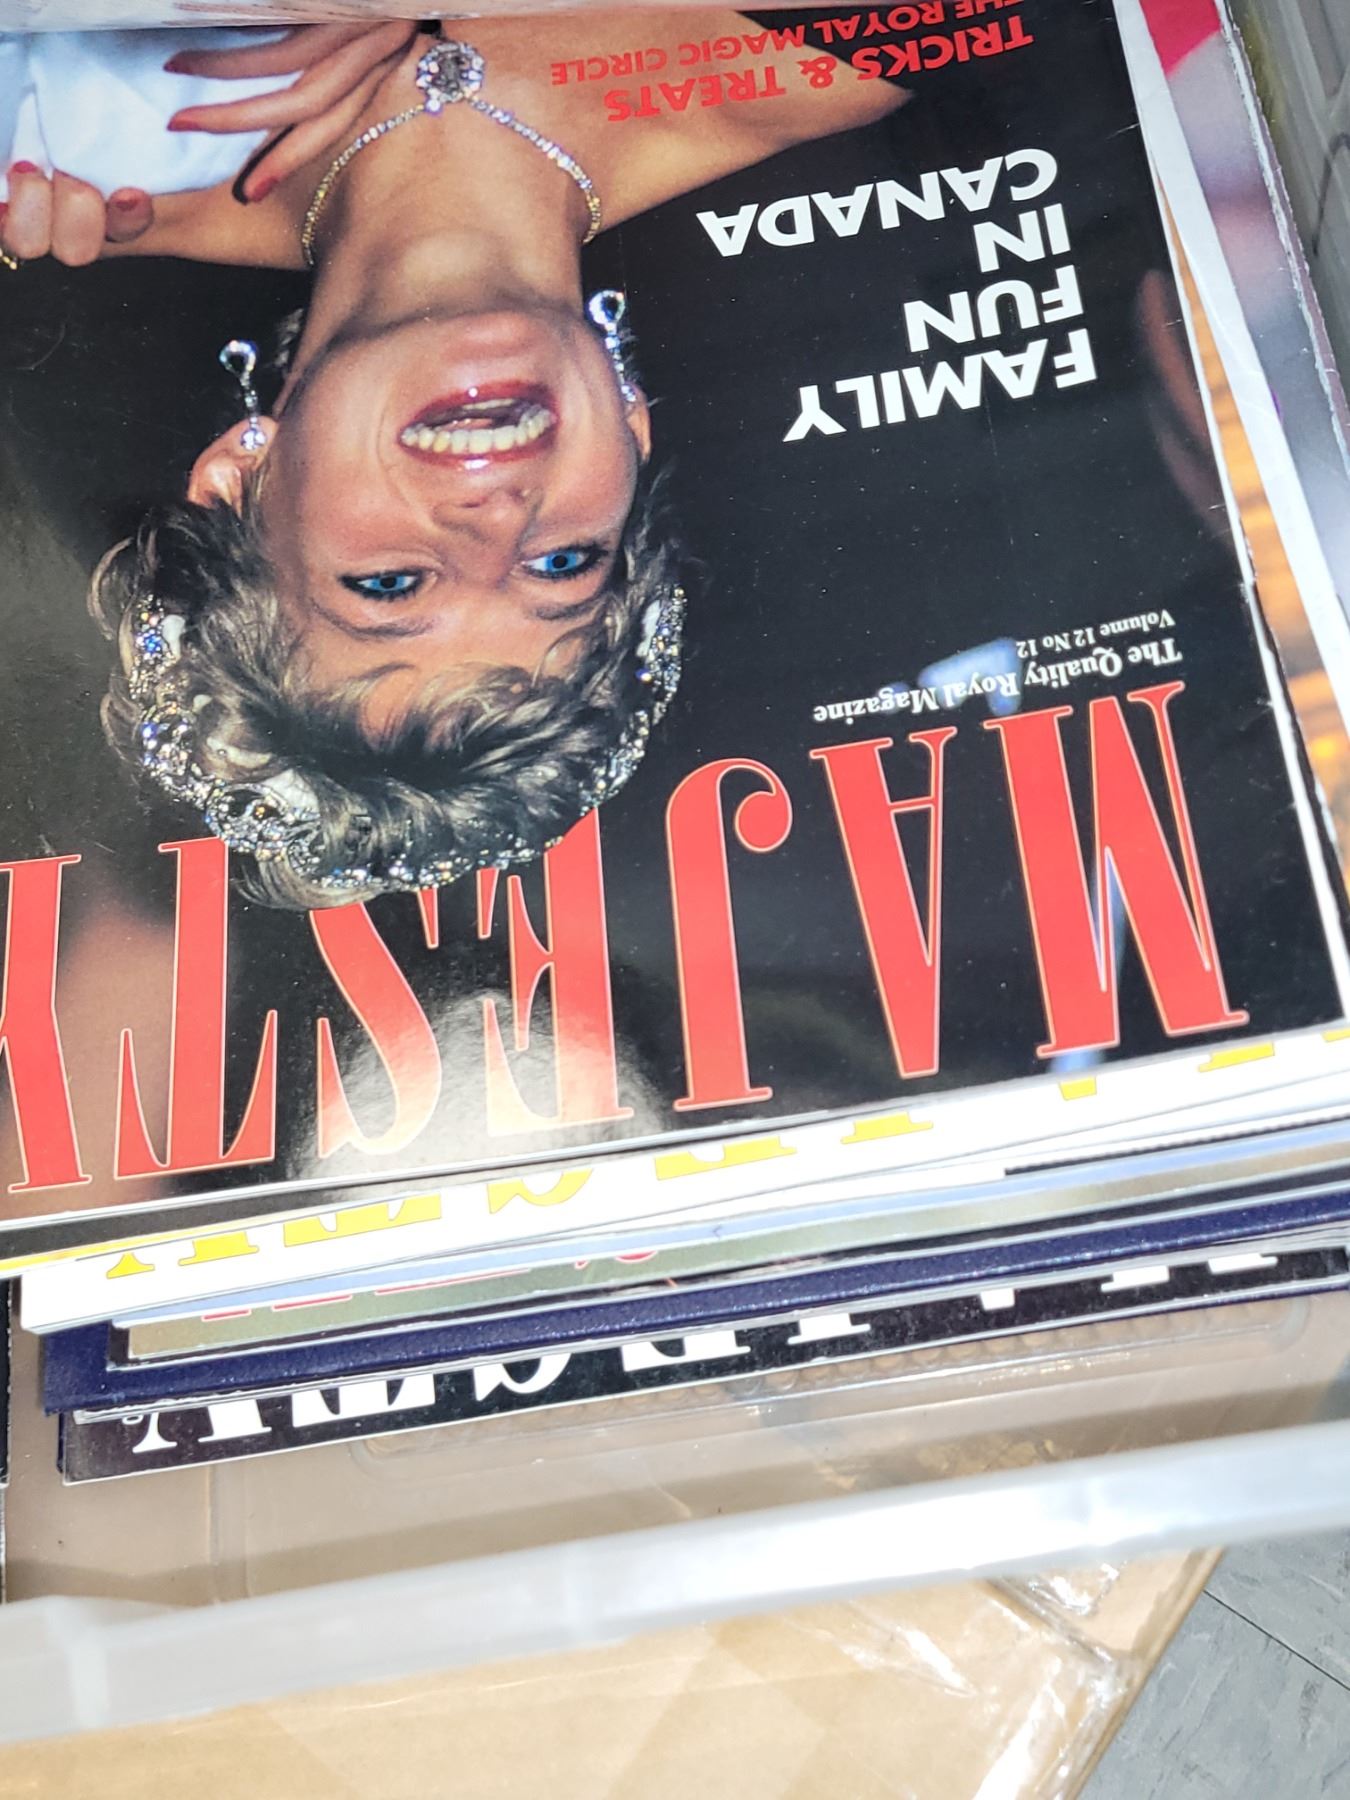 MAJESTY
The Quality Royal Magazine
Volume 12 No 12
FAMILY
FUN
IN
CANADA
TRICKS & TREATS
THE ROYAL MAGIC CIRCLE